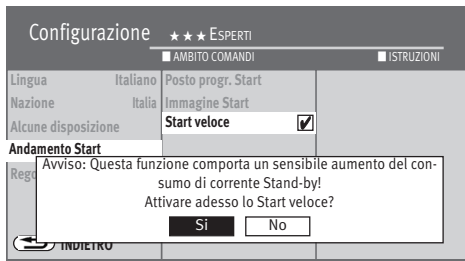 Configurazione ★★★ Esperti
AMBITO COMANDI ISTRUZIONI
Lingua Italiano Posto progr. Start
Nazione Italia Immagine Start
Alcune disposizione Start veloce
Andamento Start
Rego
Avviso: Questa funzione comporta un sensibile aumento del con-
sumo di corrente Stand-by!
Attivare adesso lo Start veloce?
Si No
INDIETRO